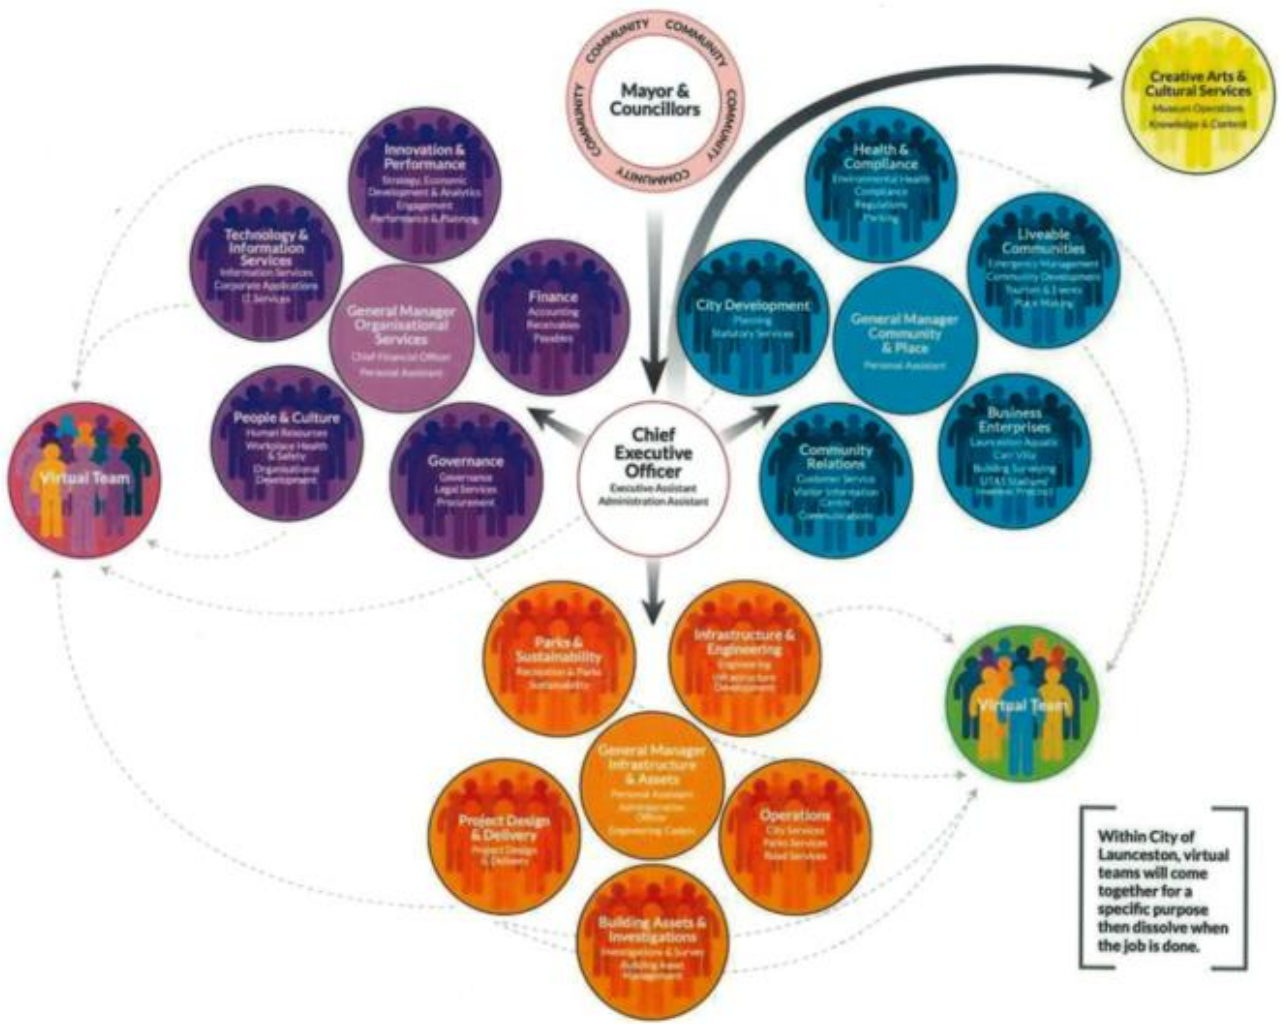 COMMUNITY COMMUNITY COMMUNITY COMMUNITY COMMUNITY
Mayor &
Councillors
Creative Arts &
Cultural Services
Museum Operations
Knowledge & Content
Innovation &
Performance
Strategy, Economic
Development & Analytics
Engagement
Performance & Planning
Technology &
Information
Services
Information Services
Corporate Applications
IT Services
General Manager
Organisational
Services
Chief Financial Officer
Personal Assistant
Finance
Accounting
Receivables
Payables
People & Culture
Human Resources
Workplace Health
& Safety
Organisational
Development
Governance
Governance
Legal Services
Procurement
Health &
Compliance
Environmental Health
Compliance
Regulations
Parking
Liveable
Communities
Emergency Management
Community Development
Tourism & Events
Place Making
City Development
Planning
Statutory Services
General Manager
Community
& Place
Personal Assistant
Business
Enterprises
Launceston Aquatic
Carr Villa
Building Surveying
UTAS Stadium/
Community
Relations
Customer Service
Visitor Information
Centre
Communications
Chief
Executive
Officer
Executive Assistant
Administration Assistant
Virtual Team
Parks &
Sustainability
Recreation & Parks
Sustainability
Infrastructure &
Engineering
Engineering
Infrastructure
Development
General Manager
Infrastructure
& Assets
Personal Assistant
Administration
Officer
Engineering Cadets
Project Design
& Delivery
Project Design
& Delivery
Operations
City Services
Parks Services
Road Services
Building Assets &
Investigations
Investigations & Survey
Building Asset
Management
Virtual Team
Within City of
Launceston, virtual
teams will come
together for a
specific purpose
then dissolve when
the job is done.